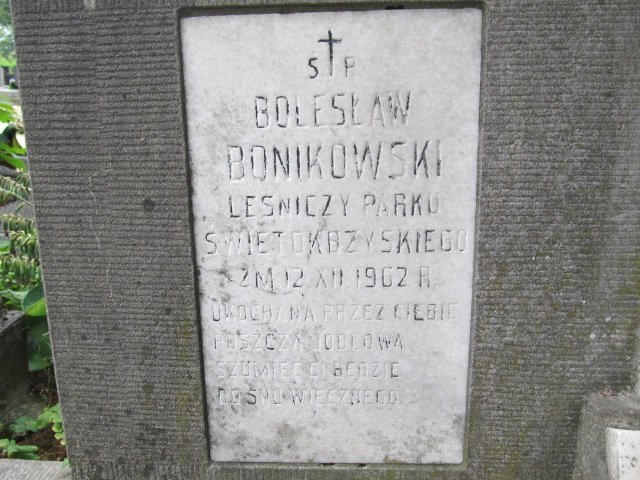 S P
BOLESŁAW
BONIKOWSKI
LEŚNICZY PARKU
ŚWIĘTOKRZYSKIEGO
ZM 12 XII 1962 R
UKOCHANA PRZEZ CIEBIE
PUSZCZA JODŁOWA
SZUMIEĆ CI BĘDZIE
DO SNU WIECZNEGO